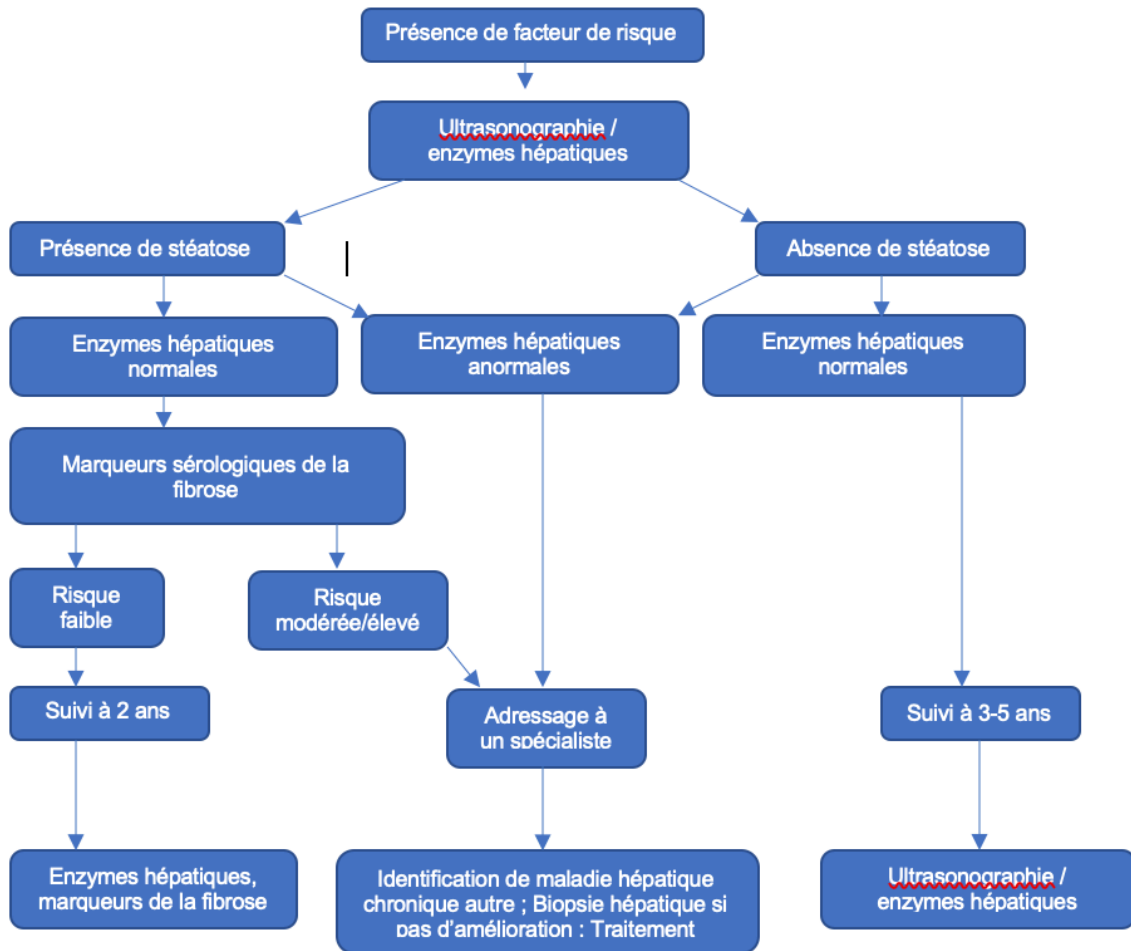 Présence de facteur de risque
Ultrasonographie /
enzymes hépatiques
Présence de stéatose
Absence de stéatose
Enzymes hépatiques
normales
Enzymes hépatiques
anormales
Enzymes hépatiques
normales
Marqueurs sérologiques de la
fibrose
Risque
faible
Risque
modérée/élevé
Suivi à 2 ans
Adressage à
un spécialiste
Suivi à 3-5 ans
Enzymes hépatiques,
marqueurs de la fibrose
Identification de maladie hépatique
chronique autre ; Biopsie hépatique si
pas d'amélioration : Traitement
Ultrasonographie /
enzymes hépatiques